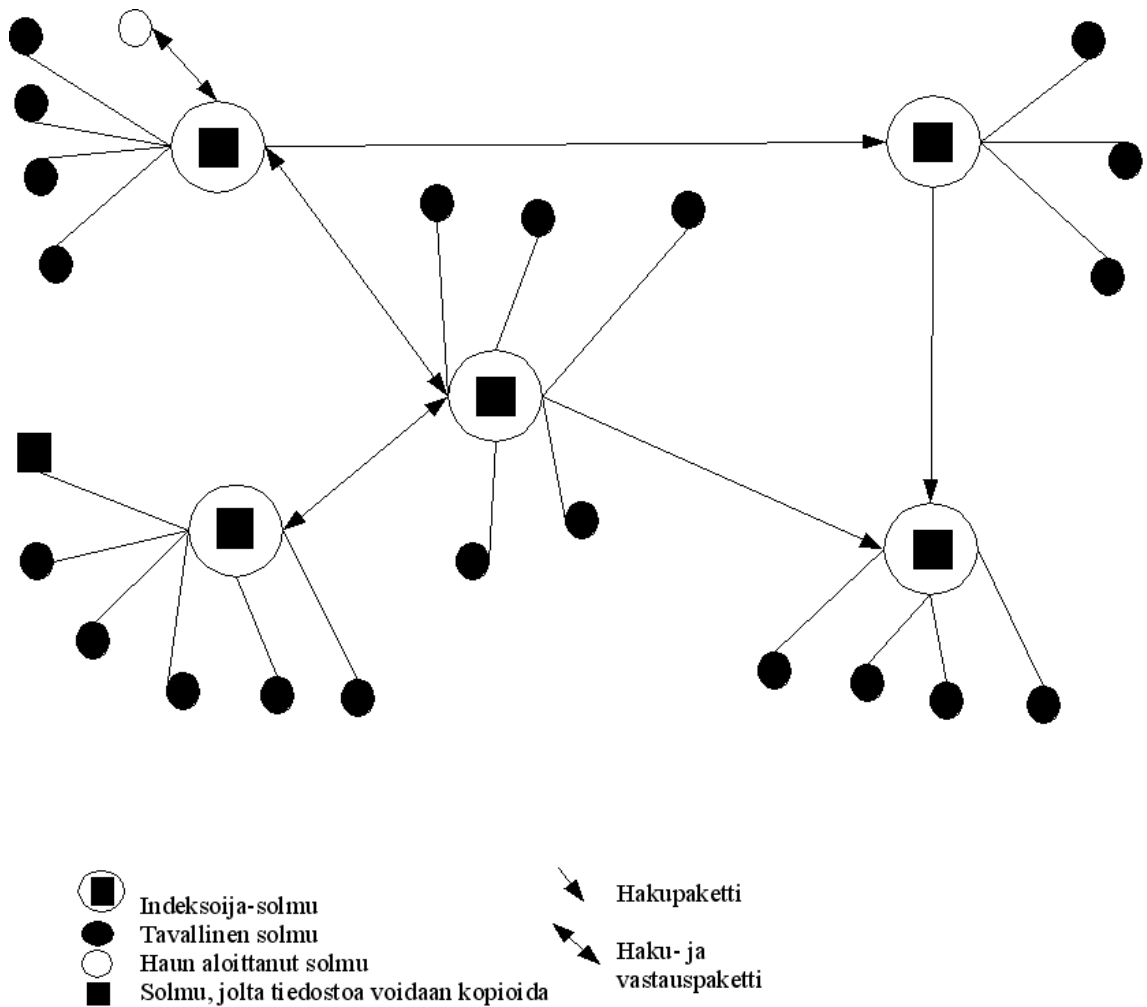 Indeksoija-solmu
Tavallinen solmu
Haun aloittanut solmu
Solmu, jolta tiedostoa voidaan kopioida
Hakupaketti
Haku- ja
vastauspaketti